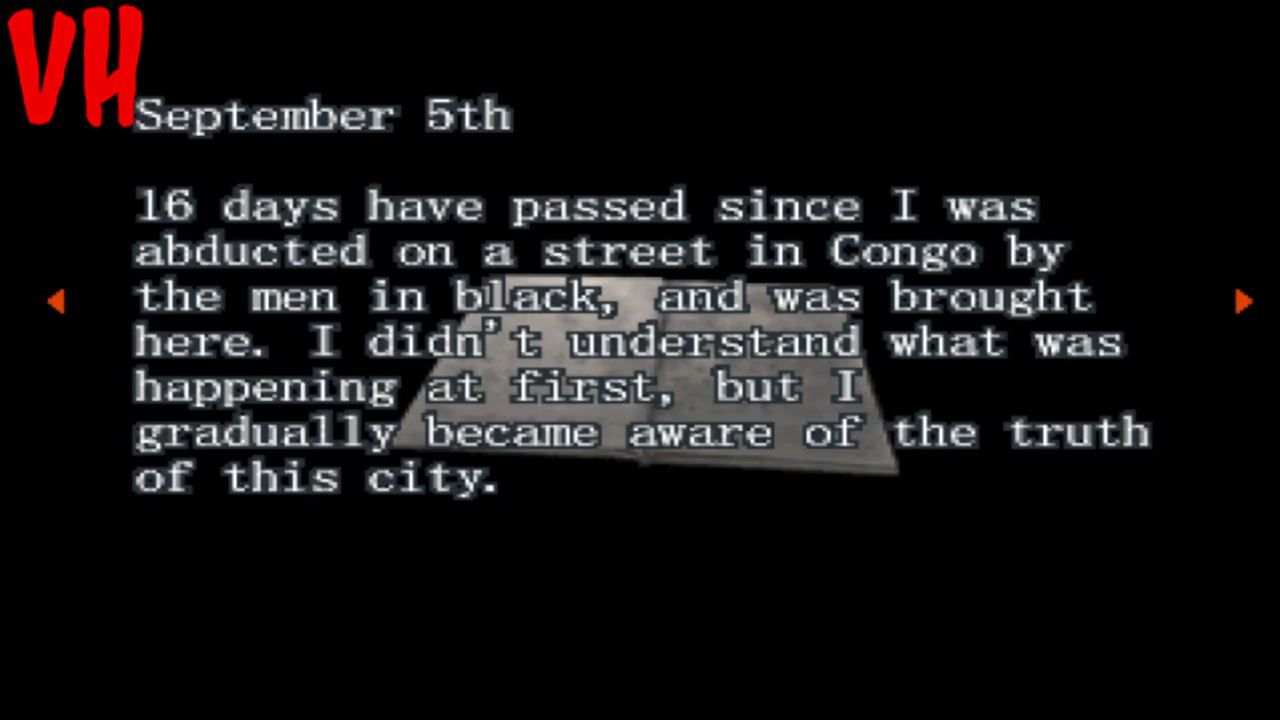 VH
September 5th
16 days have passed since I was
abducted on a street in Congo by
the men in black, and was brought
here. I didn't understand what was
happening at first, but I
gradually became aware of the truth
of this city.